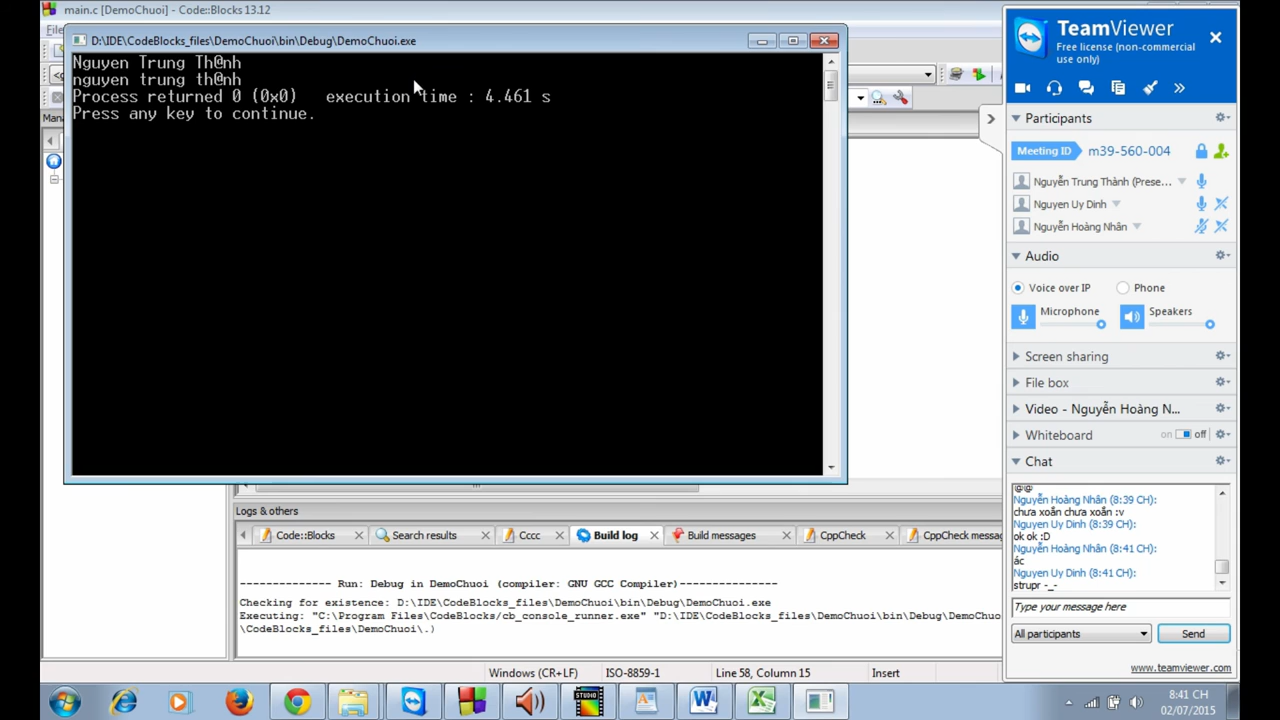 main.c [DemoChuoi] - Code::Blocks 13.12
D:\IDE\CodeBlocks_files\DemoChuoi\bin\Debug\DemoChuoi.exe
Nguyen Trung Th@nh
nguyen trung th@nh
Process returned 0 (0x0)   execution time : 4.461 s
Press any key to continue.
Logs & others
Code::Blocks
Search results
Cccc
Build log
Build messages
CppCheck
CppCheck messag
-------------- Run: Debug in DemoChuoi (compiler: GNU GCC Compiler)---------------
Checking for existence: D:\IDE\CodeBlocks_files\DemoChuoi\bin\Debug\DemoChuoi.exe
Executing: "C:\Program Files\CodeBlocks/cb_console_runner.exe" "D:\IDE\CodeBlocks_files\DemoChuoi\bin\Debug\DemoChuoi.exe"
\CodeBlocks_files\DemoChuoi\.)
Windows (CR+LF)
ISO-8859-1
Line 58, Column 15
Insert
TeamViewer
Free license (non-commercial
use only)
Participants
Meeting ID
m39-560-004
Nguyễn Trung Thành (Prese...
Nguyen Uy Dinh
Nguyễn Hoàng Nhân
Audio
Voice over IP
Phone
Microphone
Speakers
Screen sharing
File box
Video - Nguyễn Hoàng N...
Whiteboard
on
off
Chat
@@
Nguyễn Hoàng Nhân (8:39 CH):
chưa xoắn chưa xoắn :v
Nguyen Uy Dinh (8:39 CH):
ok ok :D
Nguyễn Hoàng Nhân (8:41 CH):
ác
Nguyen Uy Dinh (8:41 CH):
strupr -_-
Type your message here
All participants
Send
www.teamviewer.com
8:41 CH
02/07/2015